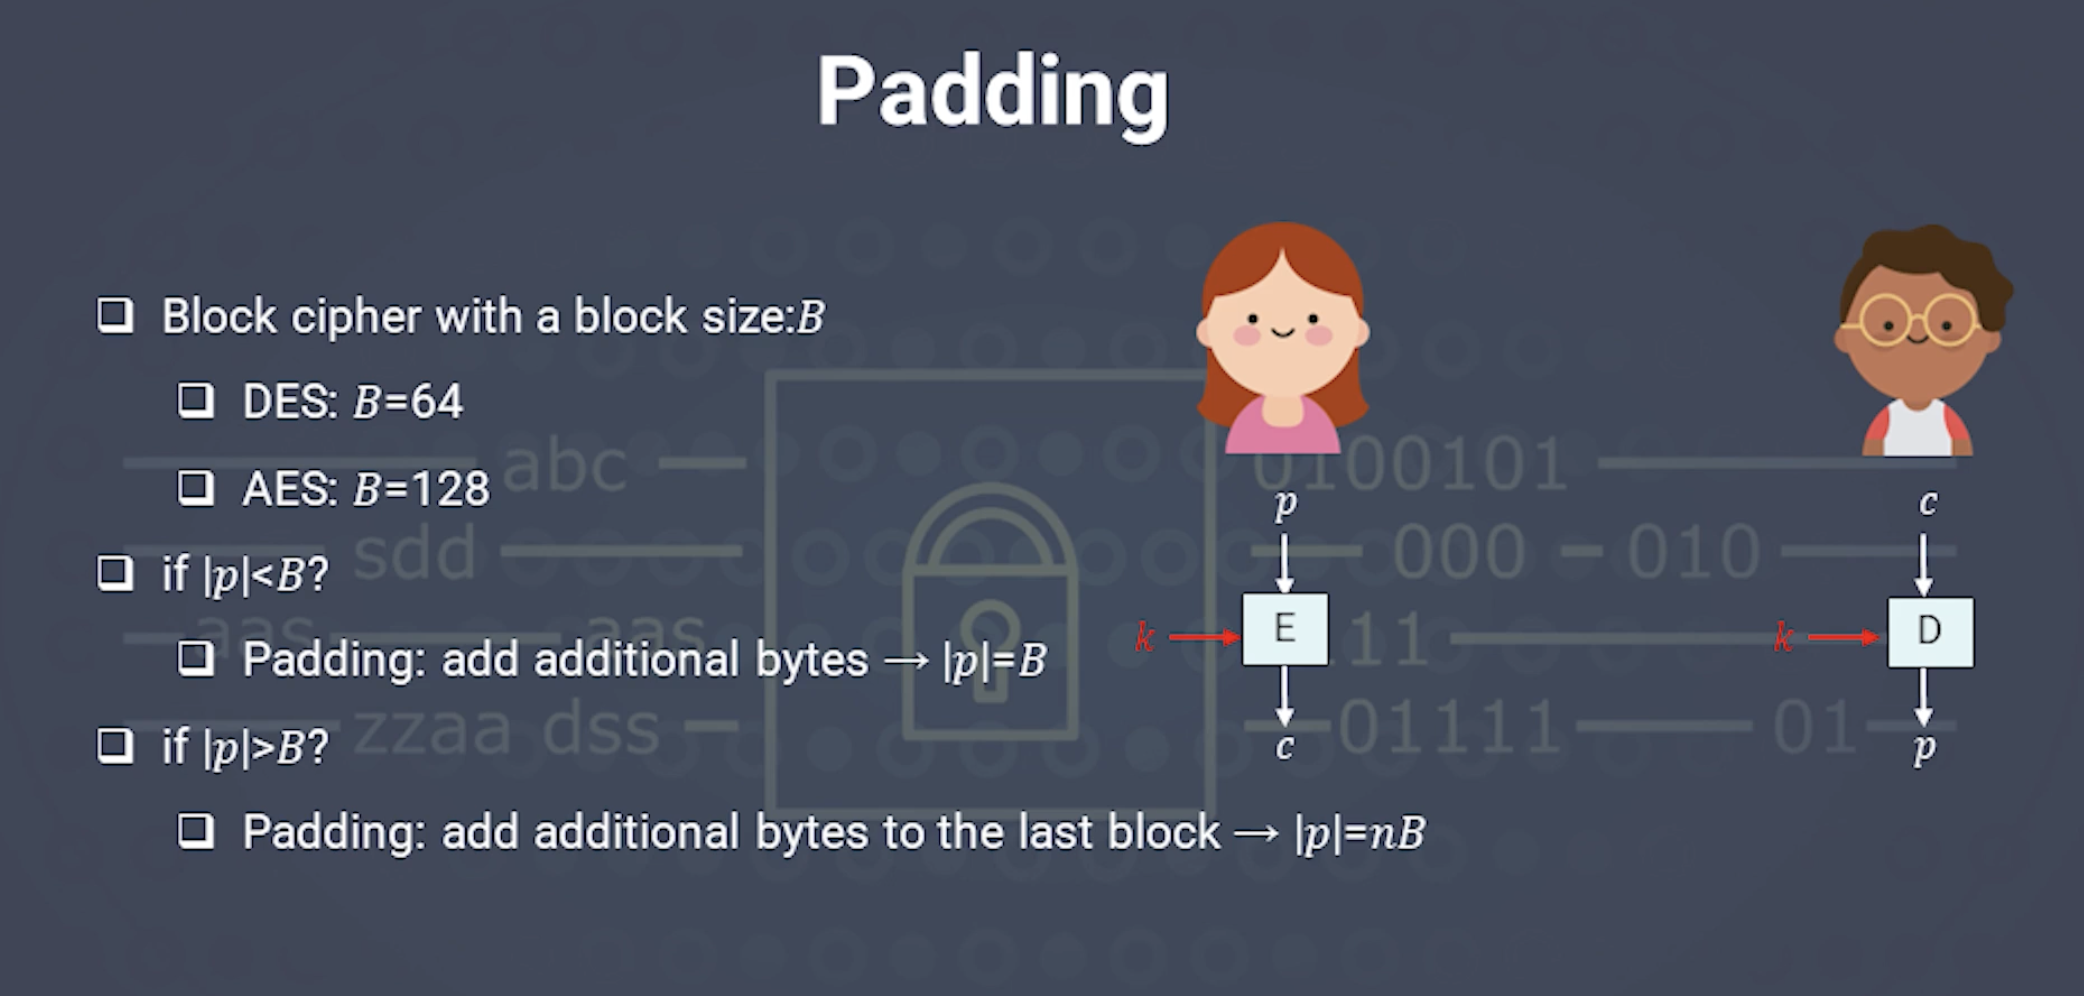 Padding
Block cipher with a block size:B
DES: B=64
AES: B=128
if |p|<B?
Padding: add additional bytes → |p|=B
if |p|>B?
Padding: add additional bytes to the last block → |p|=nB
p
k
E
c
c
k
D
p
abc
0100101
sdd
000 - 010
aas
aas
11
zzaa dss
01111
01